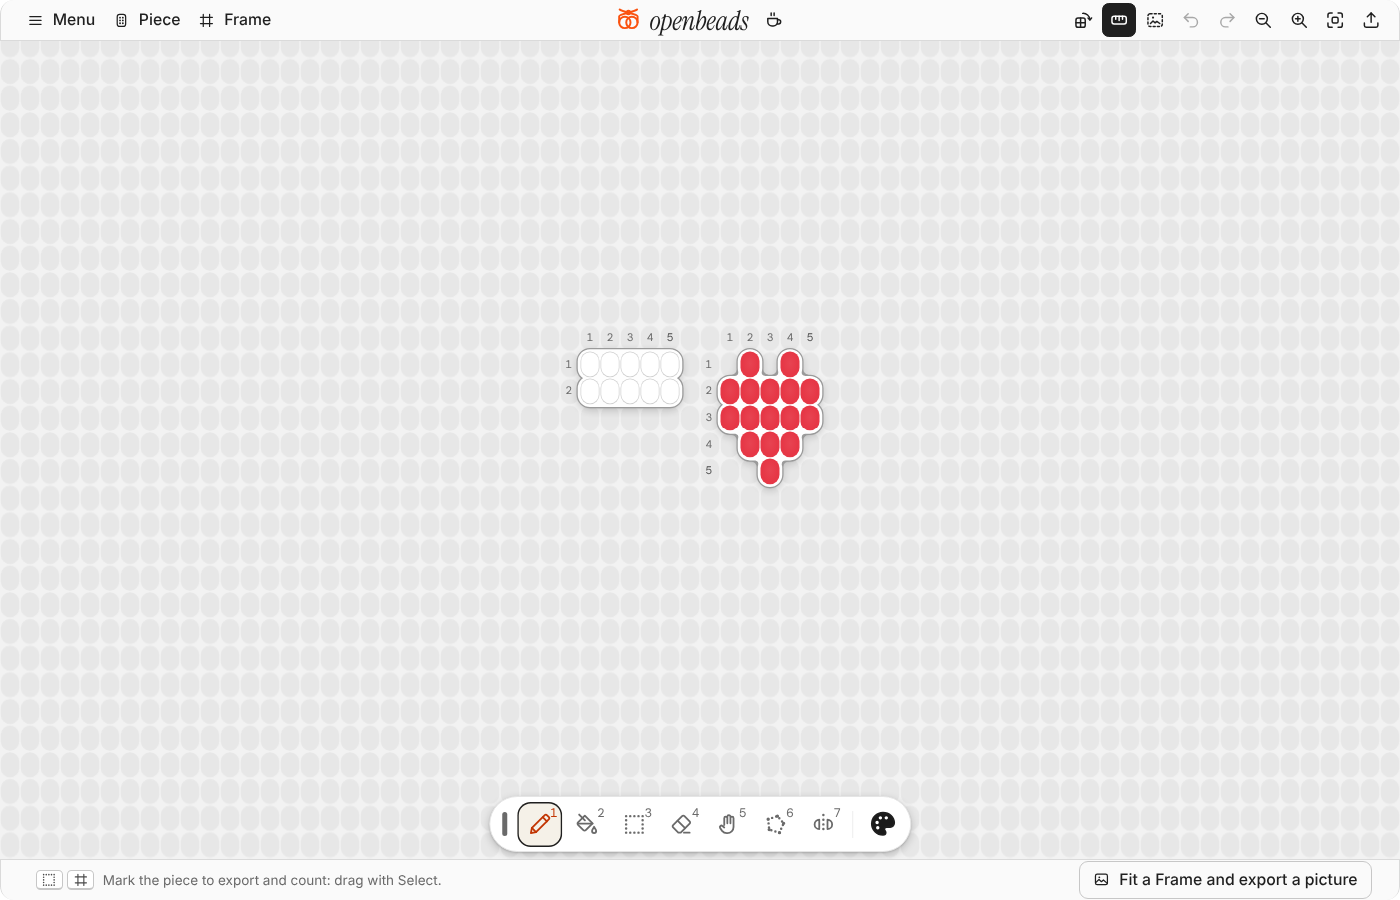 Menu Piece Frame openbeads
1 2 3 4 5 1 2 3 4 5
1 1
2 2
3
4
5
1 2 3 4 5 6 7
Mark the piece to export and count: drag with Select. Fit a Frame and export a picture